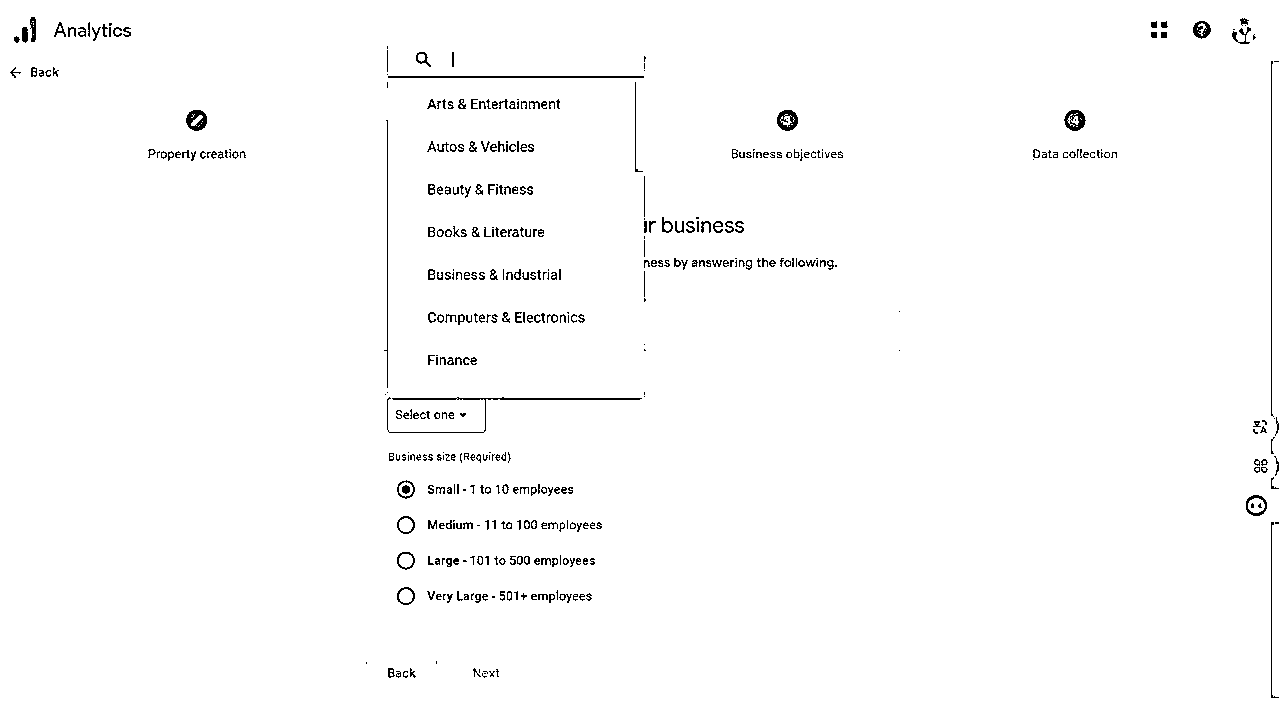 Analytics
Back
Property creation
Business objectives
Data collection
Arts & Entertainment
Autos & Vehicles
Beauty & Fitness
Books & Literature
Business & Industrial
Computers & Electronics
Finance
r business
ness by answering the following.
Select one
Business size (Required)
Small - 1 to 10 employees
Medium - 11 to 100 employees
Large - 101 to 500 employees
Very Large - 501+ employees
Back Next